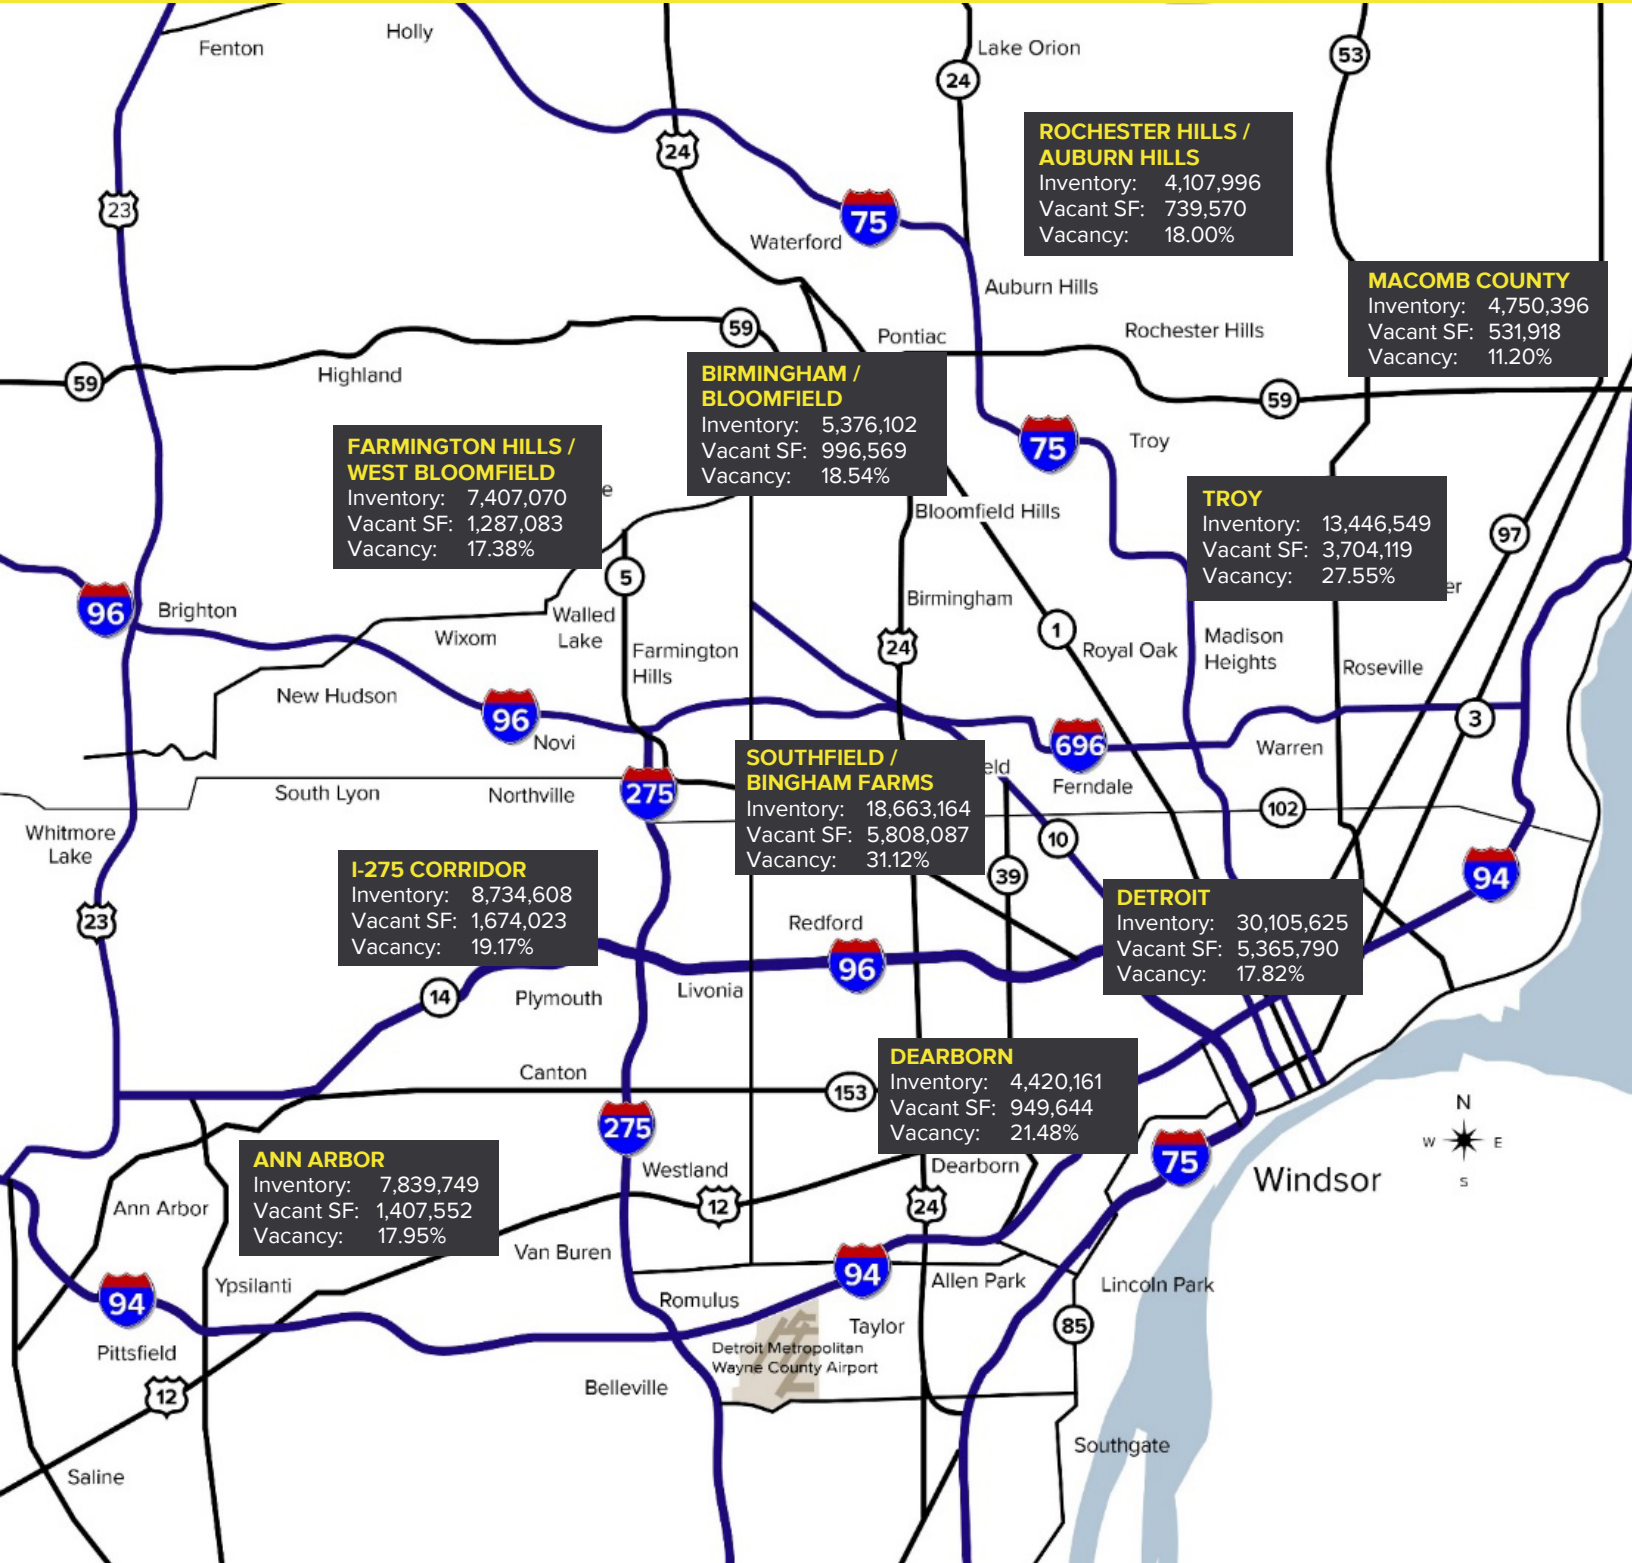 Holly
Fenton
Lake Orion
24
53
24
23
75
Waterford
ROCHESTER HILLS /
AUBURN HILLS
Inventory: 4,107,996
Vacant SF: 739,570
Vacancy: 18.00%
Auburn Hills
MACOMB COUNTY
Inventory: 4,750,396
Vacant SF: 531,918
Vacancy: 11.20%
59
Pontiac
Rochester Hills
59
Highland
59
BIRMINGHAM /
BLOOMFIELD
Inventory: 5,376,102
Vacant SF: 996,569
Vacancy: 18.54%
75
Troy
FARMINGTON HILLS /
WEST BLOOMFIELD
Inventory: 7,407,070
Vacant SF: 1,287,083
Vacancy: 17.38%
e
Bloomfield Hills
TROY
Inventory: 13,446,549
Vacant SF: 3,704,119
Vacancy: 27.55%
97
er
5
96
Brighton
Walled
Lake
Wixom
Birmingham
24
1
Royal Oak
Madison
Heights
Farmington
Hills
Roseville
New Hudson
96
Novi
3
696
Warren
SOUTHFIELD /
BINGHAM FARMS
Inventory: 18,663,164
Vacant SF: 5,808,087
Vacancy: 31.12%
eld
Ferndale
275
South Lyon
Northville
102
Whitmore
Lake
10
39
94
I-275 CORRIDOR
Inventory: 8,734,608
Vacant SF: 1,674,023
Vacancy: 19.17%
23
Redford
DETROIT
Inventory: 30,105,625
Vacant SF: 5,365,790
Vacancy: 17.82%
96
14
Plymouth
Livonia
Canton
153
DEARBORN
Inventory: 4,420,161
Vacant SF: 949,644
Vacancy: 21.48%
275
N
W
E
S
75
Windsor
ANN ARBOR
Inventory: 7,839,749
Vacant SF: 1,407,552
Vacancy: 17.95%
Westland
Dearborn
12
24
Ann Arbor
Van Buren
94
Allen Park
Lincoln Park
Ypsilanti
94
Romulus
Taylor
85
Pittsfield
Detroit Metropolitan
Wayne County Airport
12
Belleville
Southgate
Saline